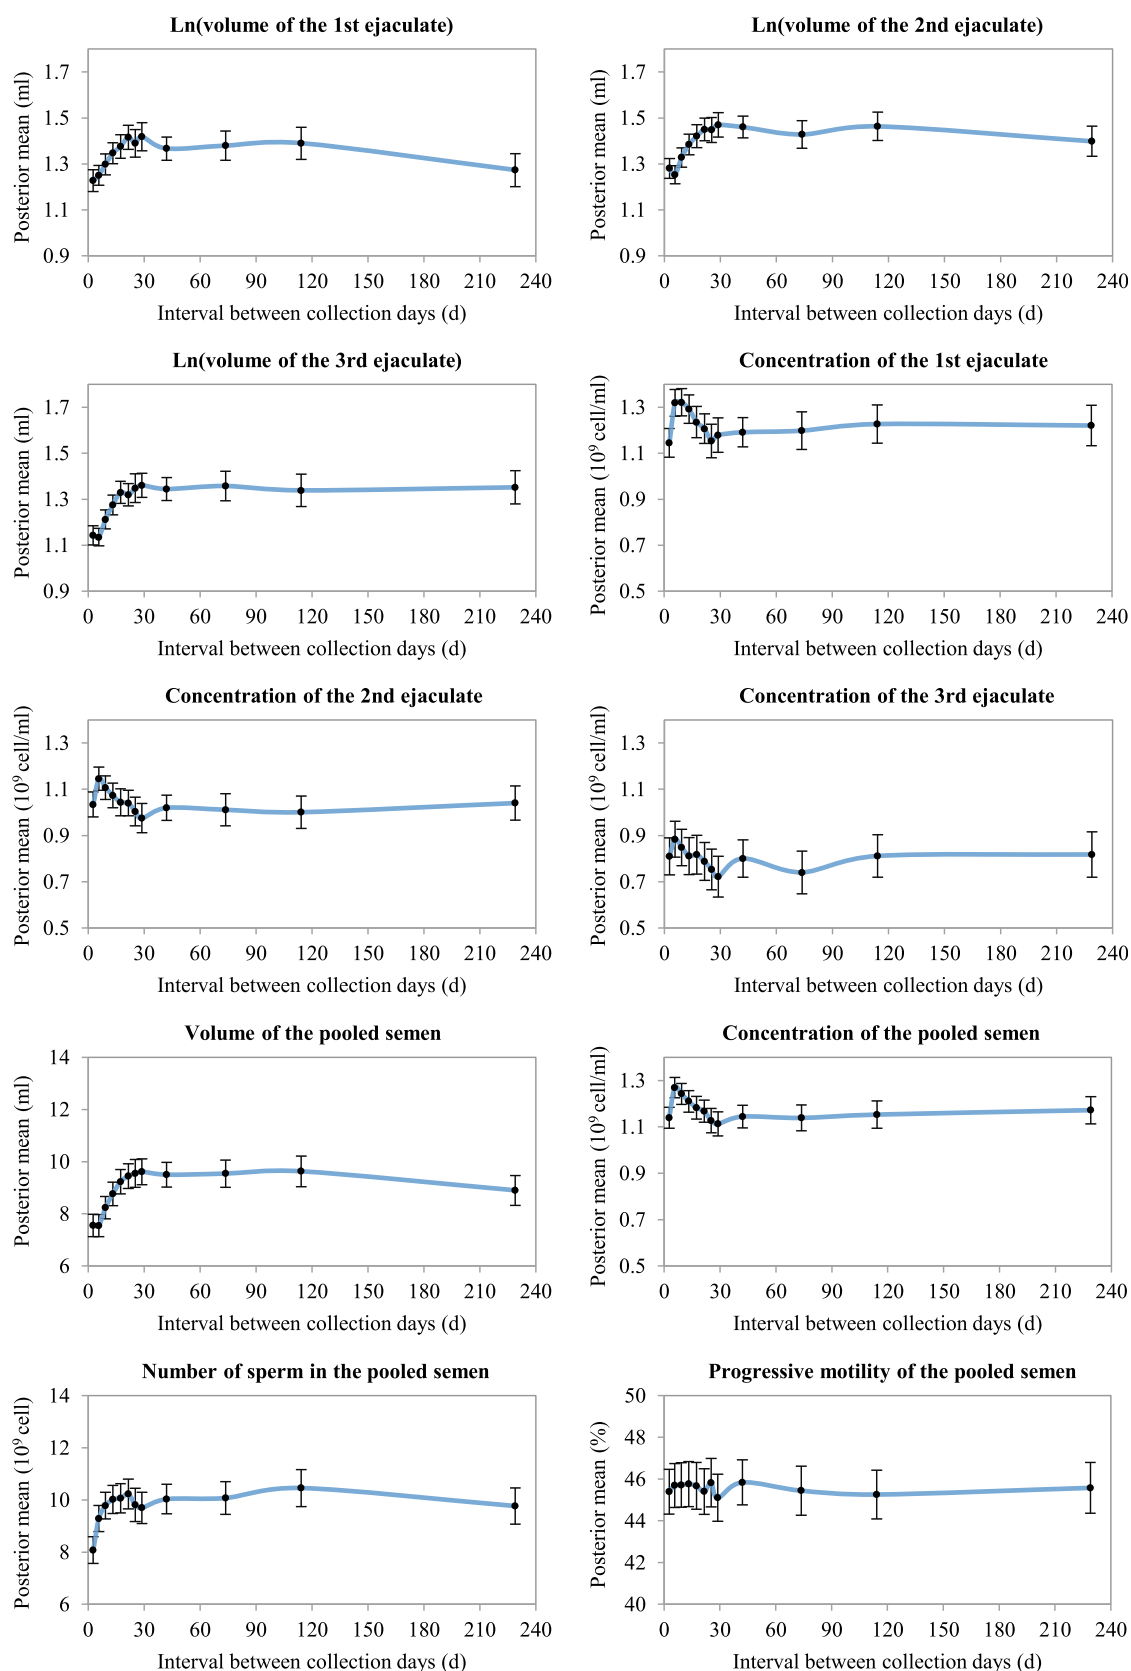 Ln(volume of the 1st ejaculate)
Posterior mean (ml)
1.7
1.5
1.3
1.1
0.9
0 30 60 90 120 150 180 210 240
Interval between collection days (d)
Ln(volume of the 2nd ejaculate)
Posterior mean (ml)
1.7
1.5
1.3
1.1
0.9
0 30 60 90 120 150 180 210 240
Interval between collection days (d)
Ln(volume of the 3rd ejaculate)
Posterior mean (ml)
1.7
1.5
1.3
1.1
0.9
0 30 60 90 120 150 180 210 240
Interval between collection days (d)
Concentration of the 1st ejaculate
Posterior mean (10⁹ cell/ml)
1.3
1.1
0.9
0.7
0.5
0 30 60 90 120 150 180 210 240
Interval between collection days (d)
Concentration of the 2nd ejaculate
Posterior mean (10⁹ cell/ml)
1.3
1.1
0.9
0.7
0.5
0 30 60 90 120 150 180 210 240
Interval between collection days (d)
Concentration of the 3rd ejaculate
Posterior mean (10⁹ cell/ml)
1.3
1.1
0.9
0.7
0.5
0 30 60 90 120 150 180 210 240
Interval between collection days (d)
Volume of the pooled semen
Posterior mean (ml)
14
12
10
8
6
0 30 60 90 120 150 180 210 240
Interval between collection days (d)
Concentration of the pooled semen
Posterior mean (10⁹ cell/ml)
1.3
1.1
0.9
0.7
0.5
0 30 60 90 120 150 180 210 240
Interval between collection days (d)
Number of sperm in the pooled semen
Posterior mean (10⁹ cell)
14
12
10
8
6
0 30 60 90 120 150 180 210 240
Interval between collection days (d)
Progressive motility of the pooled semen
Posterior mean (%)
50
48
46
44
42
40
0 30 60 90 120 150 180 210 240
Interval between collection days (d)